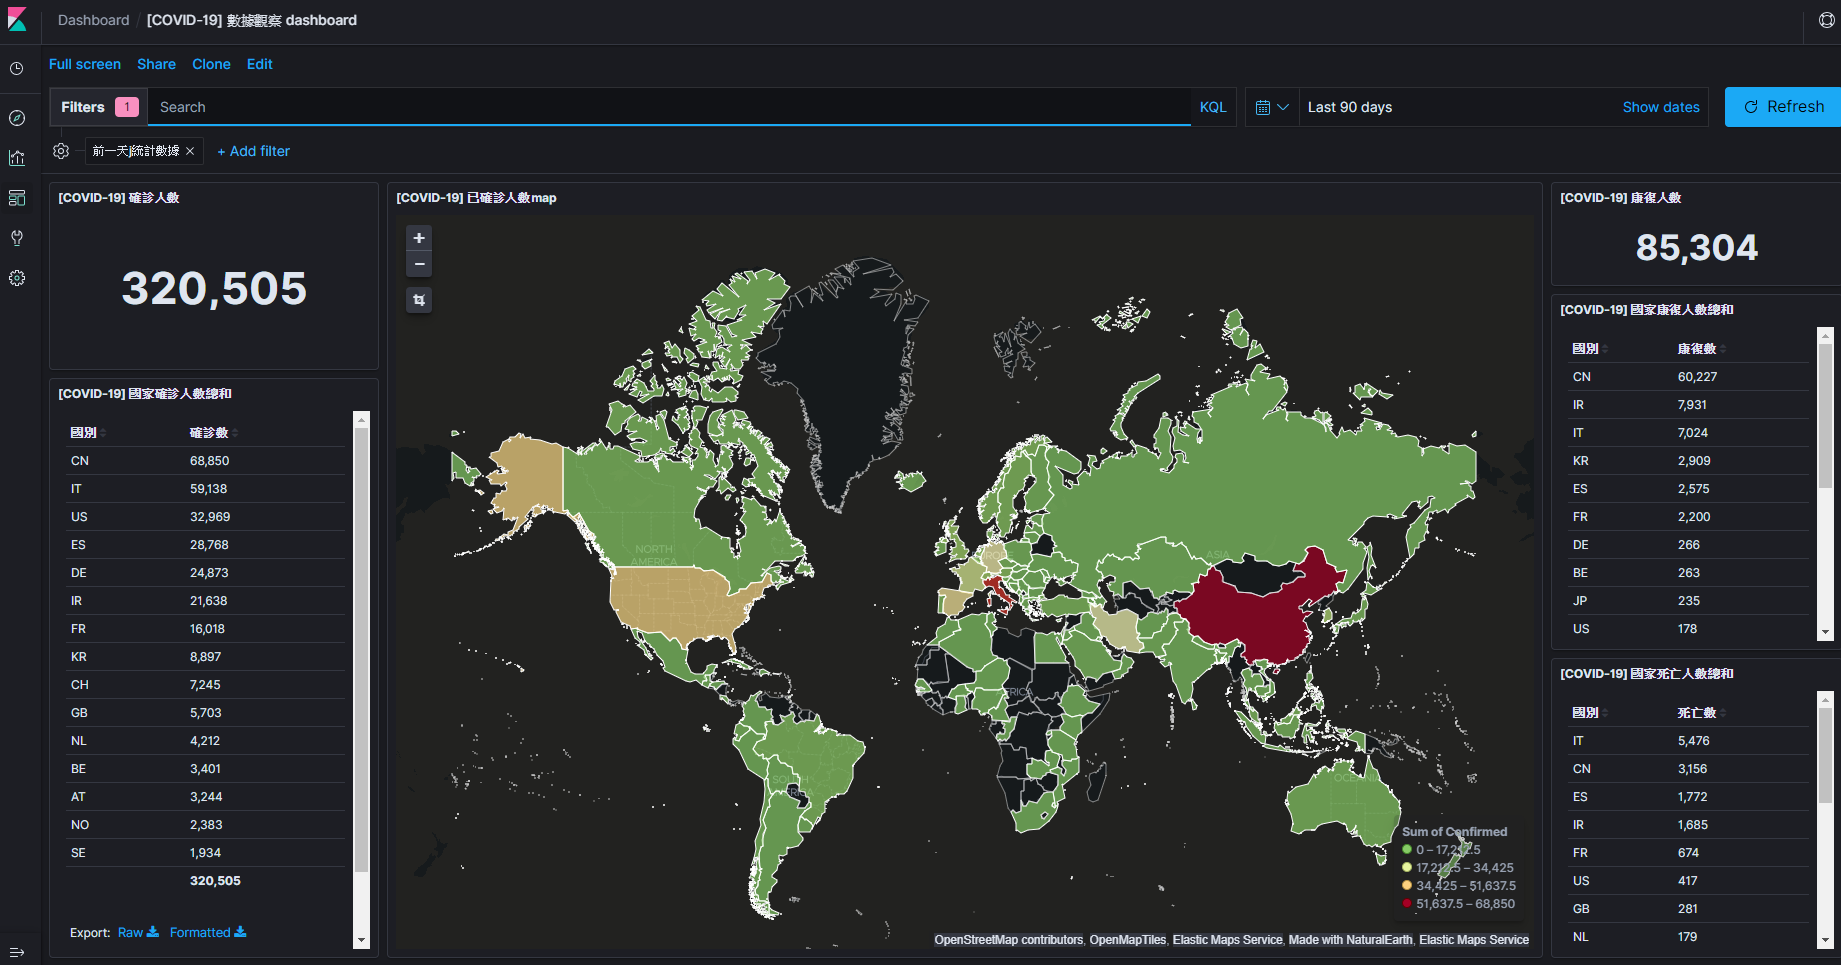 Dashboard / [COVID-19] 數據觀察 dashboard
Full screen Share Clone Edit
Filters 1 Search KQL Last 90 days Show dates Refresh
前一天統計數據 × + Add filter
[COVID-19] 確診人數
320,505
[COVID-19] 國家確診人數總和
國別 確診數
CN 68,850
IT 59,138
US 32,969
ES 28,768
DE 24,873
IR 21,638
FR 16,018
KR 8,897
CH 7,245
GB 5,703
NL 4,212
BE 3,401
AT 3,244
NO 2,383
SE 1,934
320,505
Export: Raw Formatted
[COVID-19] 已確診人數map
+
−
NORTH
AMERICA
ASIA
SOUTH
OCEANIA
Sum of Confirmed
0 – 17,212.5
17,212.5 – 34,425
34,425 – 51,637.5
51,637.5 – 68,850
OpenStreetMap contributors, OpenMapTiles, Elastic Maps Service, Made with NaturalEarth, Elastic Maps Service
[COVID-19] 康復人數
85,304
[COVID-19] 國家康復人數總和
國別 康復數
CN 60,227
IR 7,931
IT 7,024
KR 2,909
ES 2,575
FR 2,200
DE 266
BE 263
JP 235
US 178
[COVID-19] 國家死亡人數總和
國別 死亡數
IT 5,476
CN 3,156
ES 1,772
IR 1,685
FR 674
US 417
GB 281
NL 179